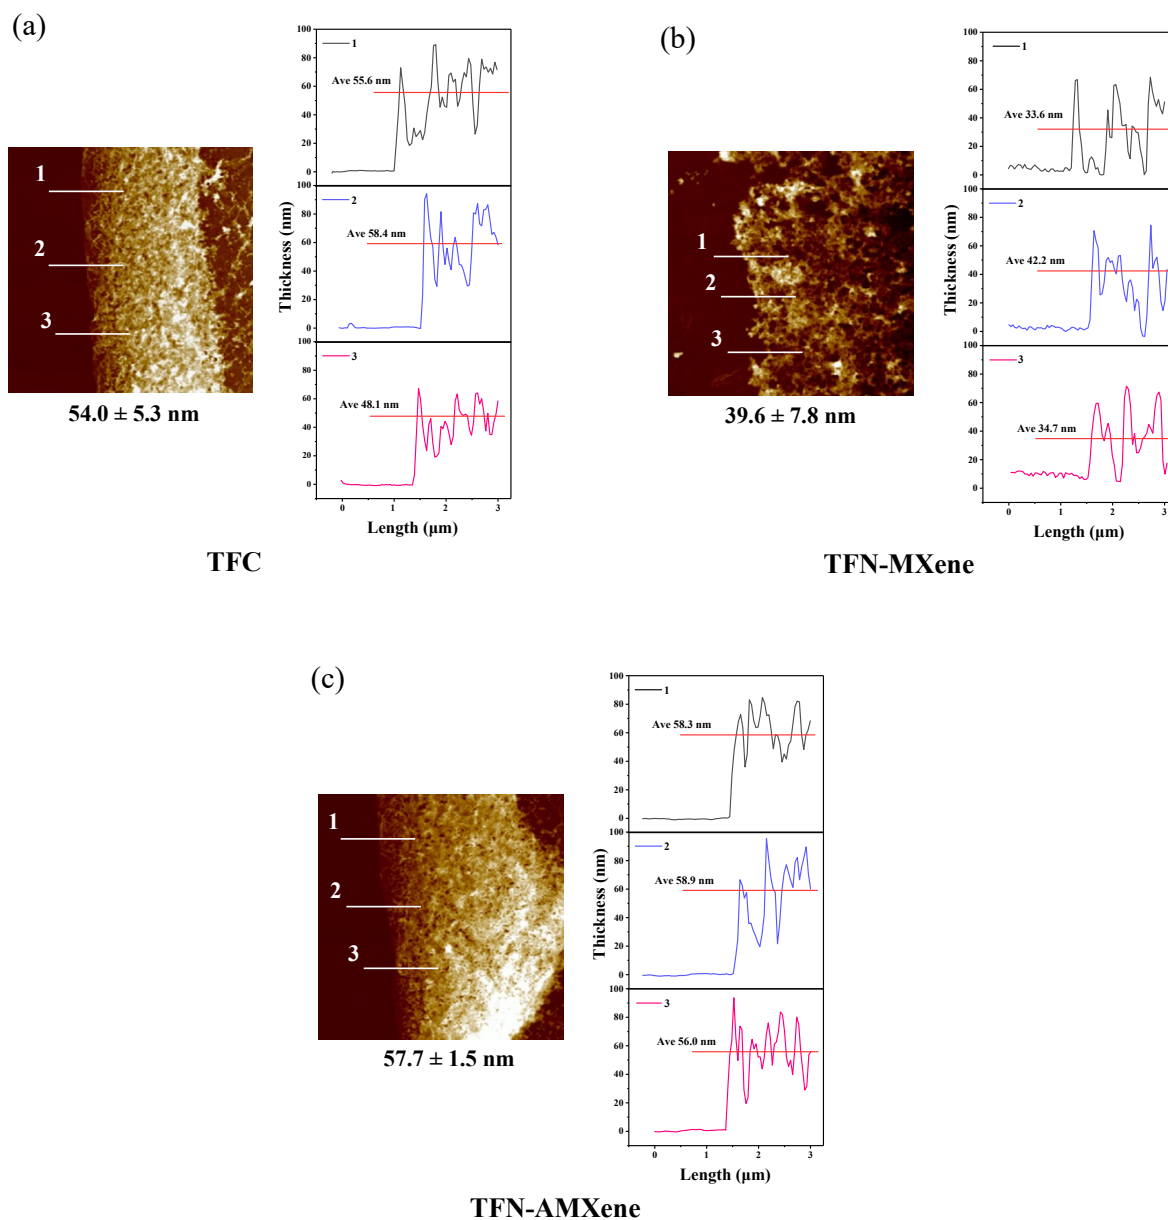 (a)
1
2
3
54.0 ± 5.3 nm
Thickness (nm)
100
80
60
40
20
0
1
Ave 55.6 nm
100
80
60
40
20
0
2
Ave 58.4 nm
100
80
60
40
20
0
3
Ave 48.1 nm
0 1 2 3
Length (μm)
TFC
(b)
1
2
3
39.6 ± 7.8 nm
Thickness (nm)
100
80
60
40
20
0
1
Ave 33.6 nm
100
80
60
40
20
0
2
Ave 42.2 nm
100
80
60
40
20
0
3
Ave 34.7 nm
0 1 2 3
Length (μm)
TFN-MXene
(c)
1
2
3
57.7 ± 1.5 nm
Thickness (nm)
100
80
60
40
20
0
1
Ave 58.3 nm
100
80
60
40
20
0
2
Ave 58.9 nm
100
80
60
40
20
0
3
Ave 56.0 nm
0 1 2 3
Length (μm)
TFN-AMXene